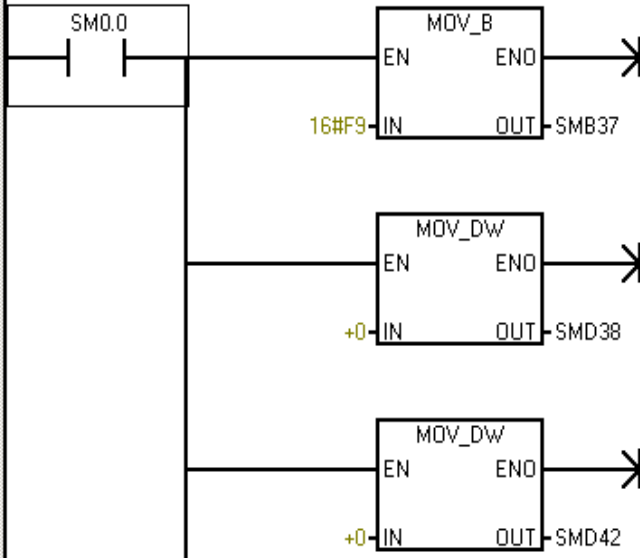 SM0.0
MOV_B
EN ENO
16#F9 IN OUT SMB37
MOV_DW
EN ENO
+0 IN OUT SMD38
MOV_DW
EN ENO
+0 IN OUT SMD42